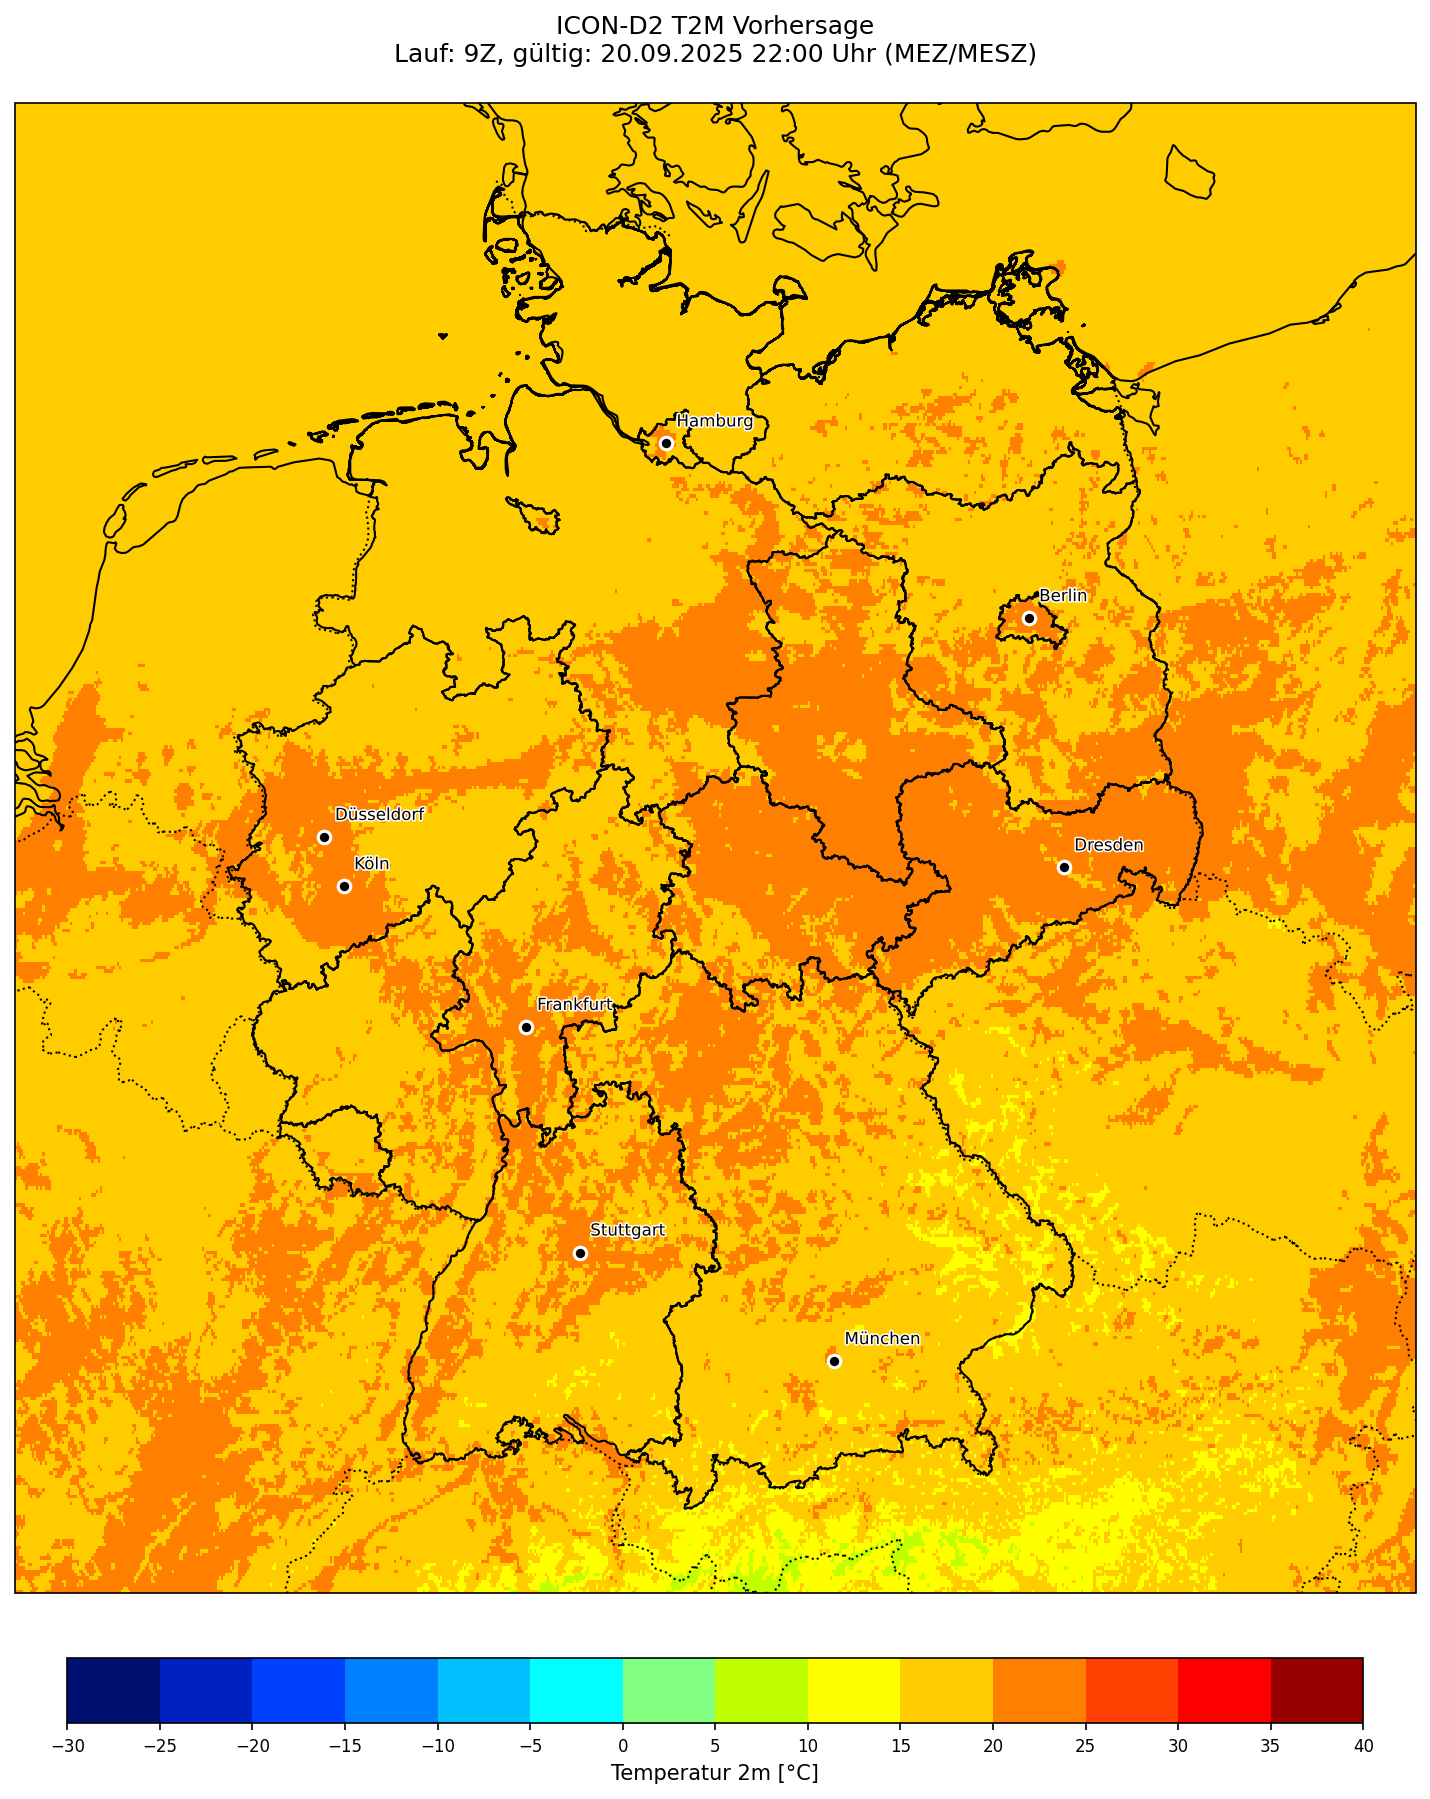 ICON-D2 T2M Vorhersage
Lauf: 9Z, gültig: 20.09.2025 22:00 Uhr (MEZ/MESZ)
Hamburg
Berlin
Düsseldorf
Dresden
Köln
Frankfurt
Stuttgart
München
−30 −25 −20 −15 −10 −5 0 5 10 15 20 25 30 35 40
Temperatur 2m [°C]